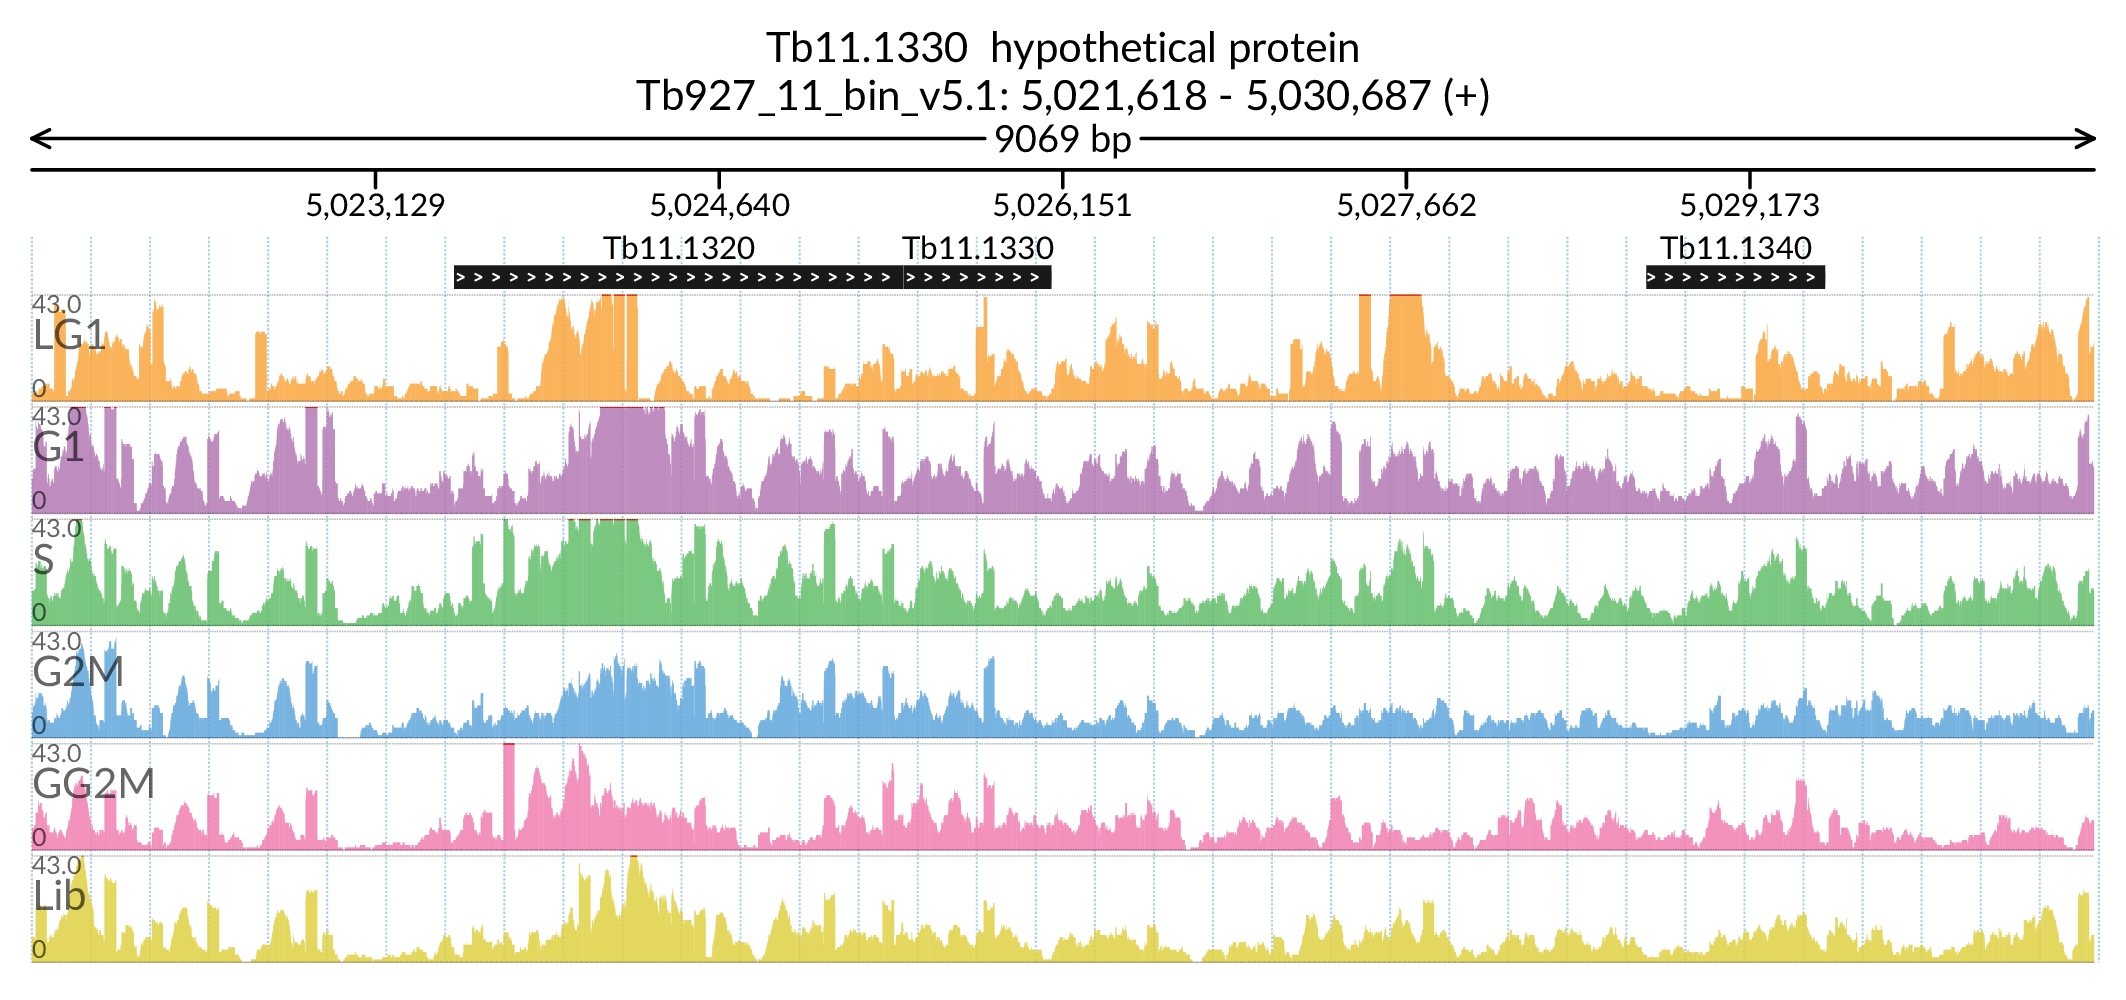 Tb11.1330 hypothetical protein
Tb927_11_bin_v5.1: 5,021,618 - 5,030,687 (+)
9069 bp
5,023,129 5,024,640 5,026,151 5,027,662 5,029,173
Tb11.1320 Tb11.1330 Tb11.1340
43.0
LG1
0
43.0
G1
0
43.0
S
0
43.0
G2M
0
43.0
GG2M
0
43.0
Lib
0